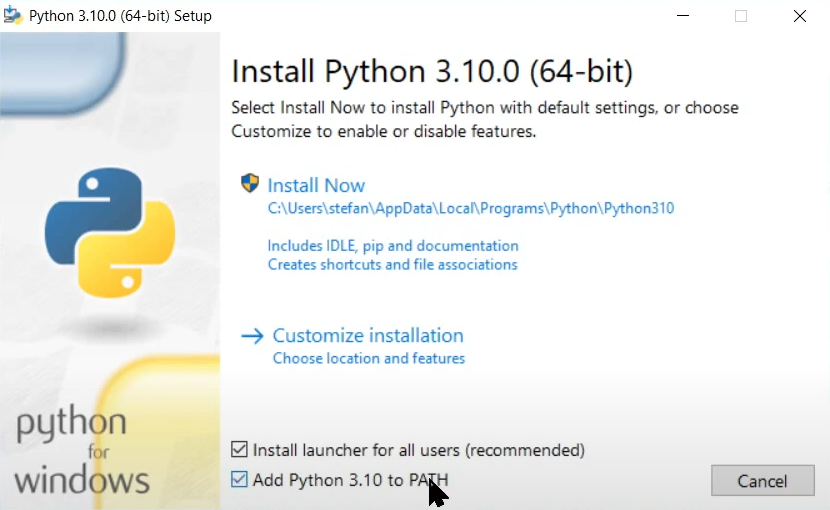 Python 3.10.0 (64-bit) Setup
Install Python 3.10.0 (64-bit)
Select Install Now to install Python with default settings, or choose
Customize to enable or disable features.
Install Now
C:\Users\stefan\AppData\Local\Programs\Python\Python310
Includes IDLE, pip and documentation
Creates shortcuts and file associations
Customize installation
Choose location and features
python
for
windows
Install launcher for all users (recommended)
Add Python 3.10 to PATH
Cancel